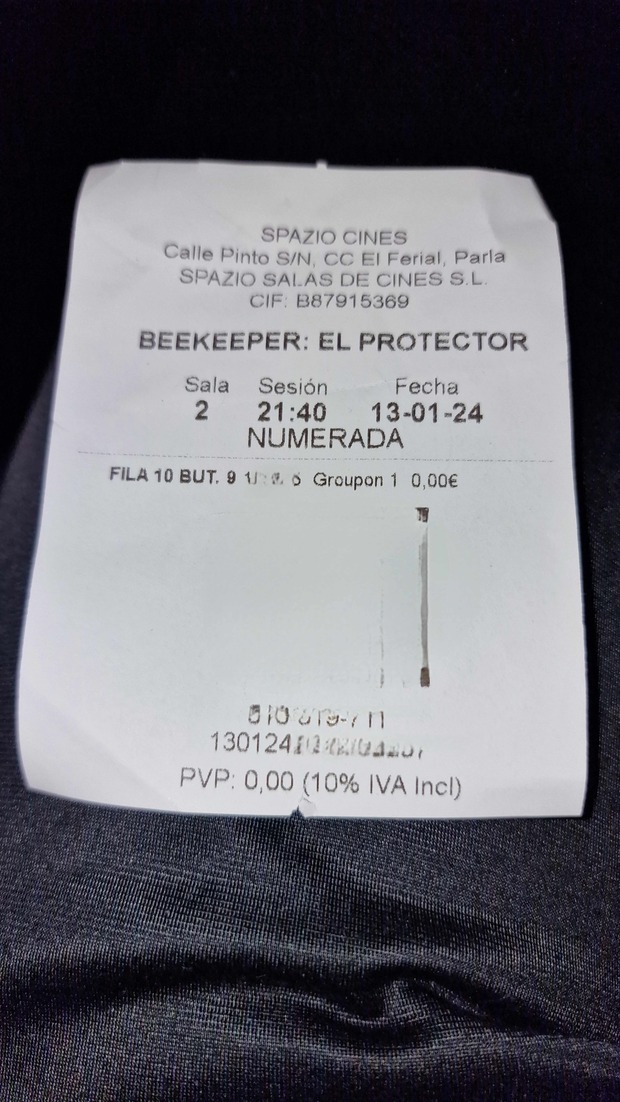 SPAZIO CINES
Calle Pinto S/N, CC El Ferial, Parla
SPAZIO SALAS DE CINES S.L.
CIF: B87915369
BEEKEEPER: EL PROTECTOR
Sala Sesión Fecha
2 21:40 13-01-24
NUMERADA
FILA 10 BUT. 9 Groupon 1 0,00€
PVP: 0,00 (10% IVA Incl)